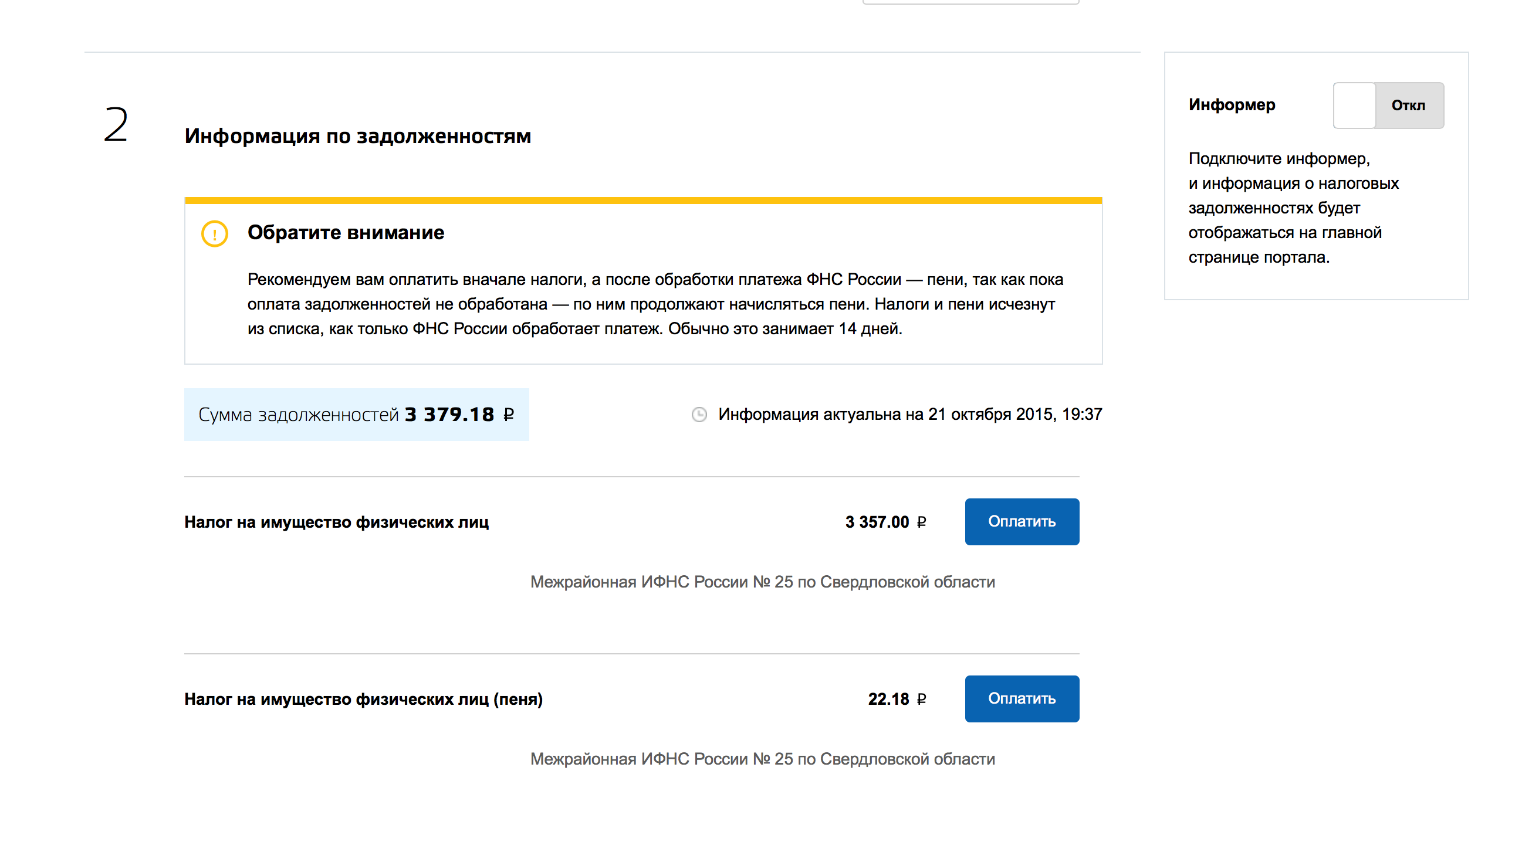 2
Информация по задолженностям
Обратите внимание
Рекомендуем вам оплатить вначале налоги, а после обработки платежа ФНС России — пени, так как пока
оплата задолженностей не обработана — по ним продолжают начисляться пени. Налоги и пени исчезнут
из списка, как только ФНС России обработает платеж. Обычно это занимает 14 дней.
Сумма задолженностей 3 379.18 ₽
Информация актуальна на 21 октября 2015, 19:37
Налог на имущество физических лиц
3 357.00 ₽
Оплатить
Межрайонная ИФНС России № 25 по Свердловской области
Налог на имущество физических лиц (пеня)
22.18 ₽
Оплатить
Межрайонная ИФНС России № 25 по Свердловской области
Информер
Откл
Подключите информер,
и информация о налоговых
задолженностях будет
отображаться на главной
странице портала.